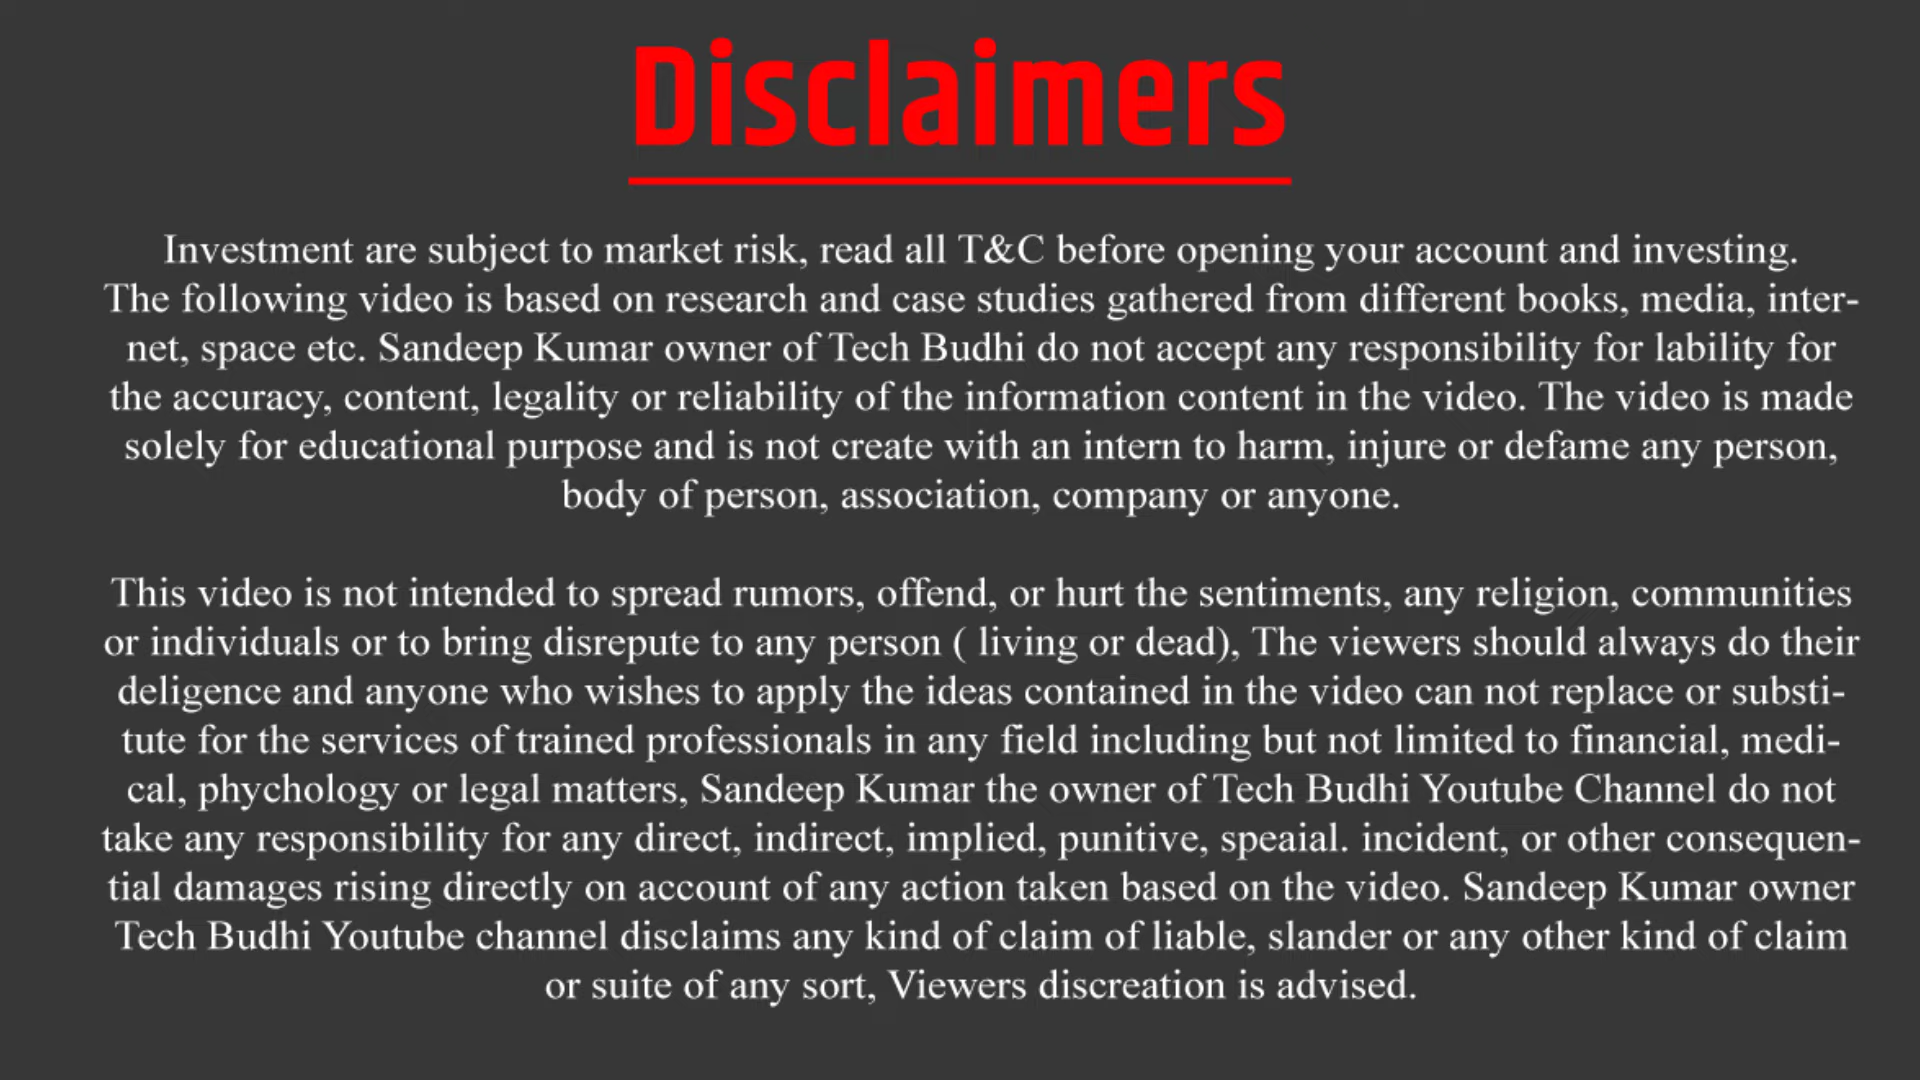 Disclaimers
Investment are subject to market risk, read all T&C before opening your account and investing.
The following video is based on research and case studies gathered from different books, media, inter-
net, space etc. Sandeep Kumar owner of Tech Budhi do not accept any responsibility for lability for
the accuracy, content, legality or reliability of the information content in the video. The video is made
solely for educational purpose and is not create with an intern to harm, injure or defame any person,
body of person, association, company or anyone.
This video is not intended to spread rumors, offend, or hurt the sentiments, any religion, communities
or individuals or to bring disrepute to any person ( living or dead), The viewers should always do their
deligence and anyone who wishes to apply the ideas contained in the video can not replace or substi-
tute for the services of trained professionals in any field including but not limited to financial, medi-
cal, phychology or legal matters, Sandeep Kumar the owner of Tech Budhi Youtube Channel do not
take any responsibility for any direct, indirect, implied, punitive, speaial. incident, or other consequen-
tial damages rising directly on account of any action taken based on the video. Sandeep Kumar owner
Tech Budhi Youtube channel disclaims any kind of claim of liable, slander or any other kind of claim
or suite of any sort, Viewers discreation is advised.